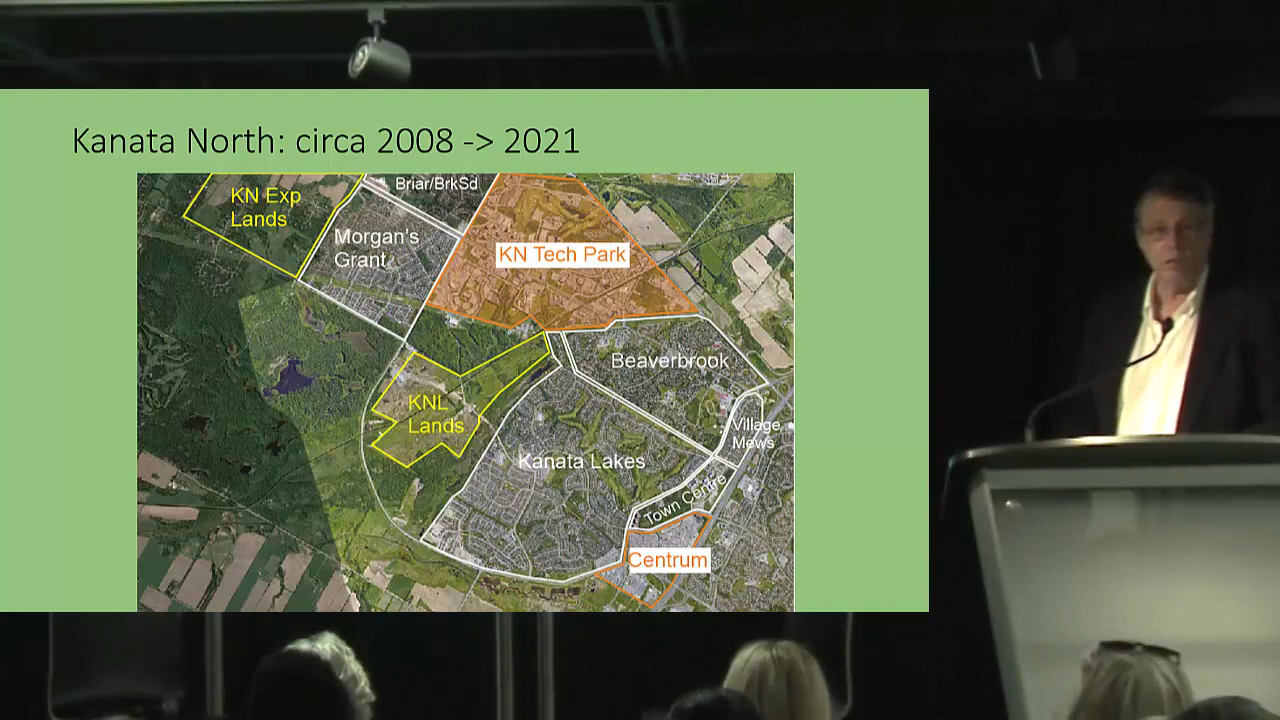 Kanata North: circa 2008 -> 2021
KN Exp
Lands
Briar/BrkSd
Morgan's
Grant
KN Tech Park
Beaverbrook
KNL
Lands
Village
Mews
Kanata Lakes
Town Centre
Centrum